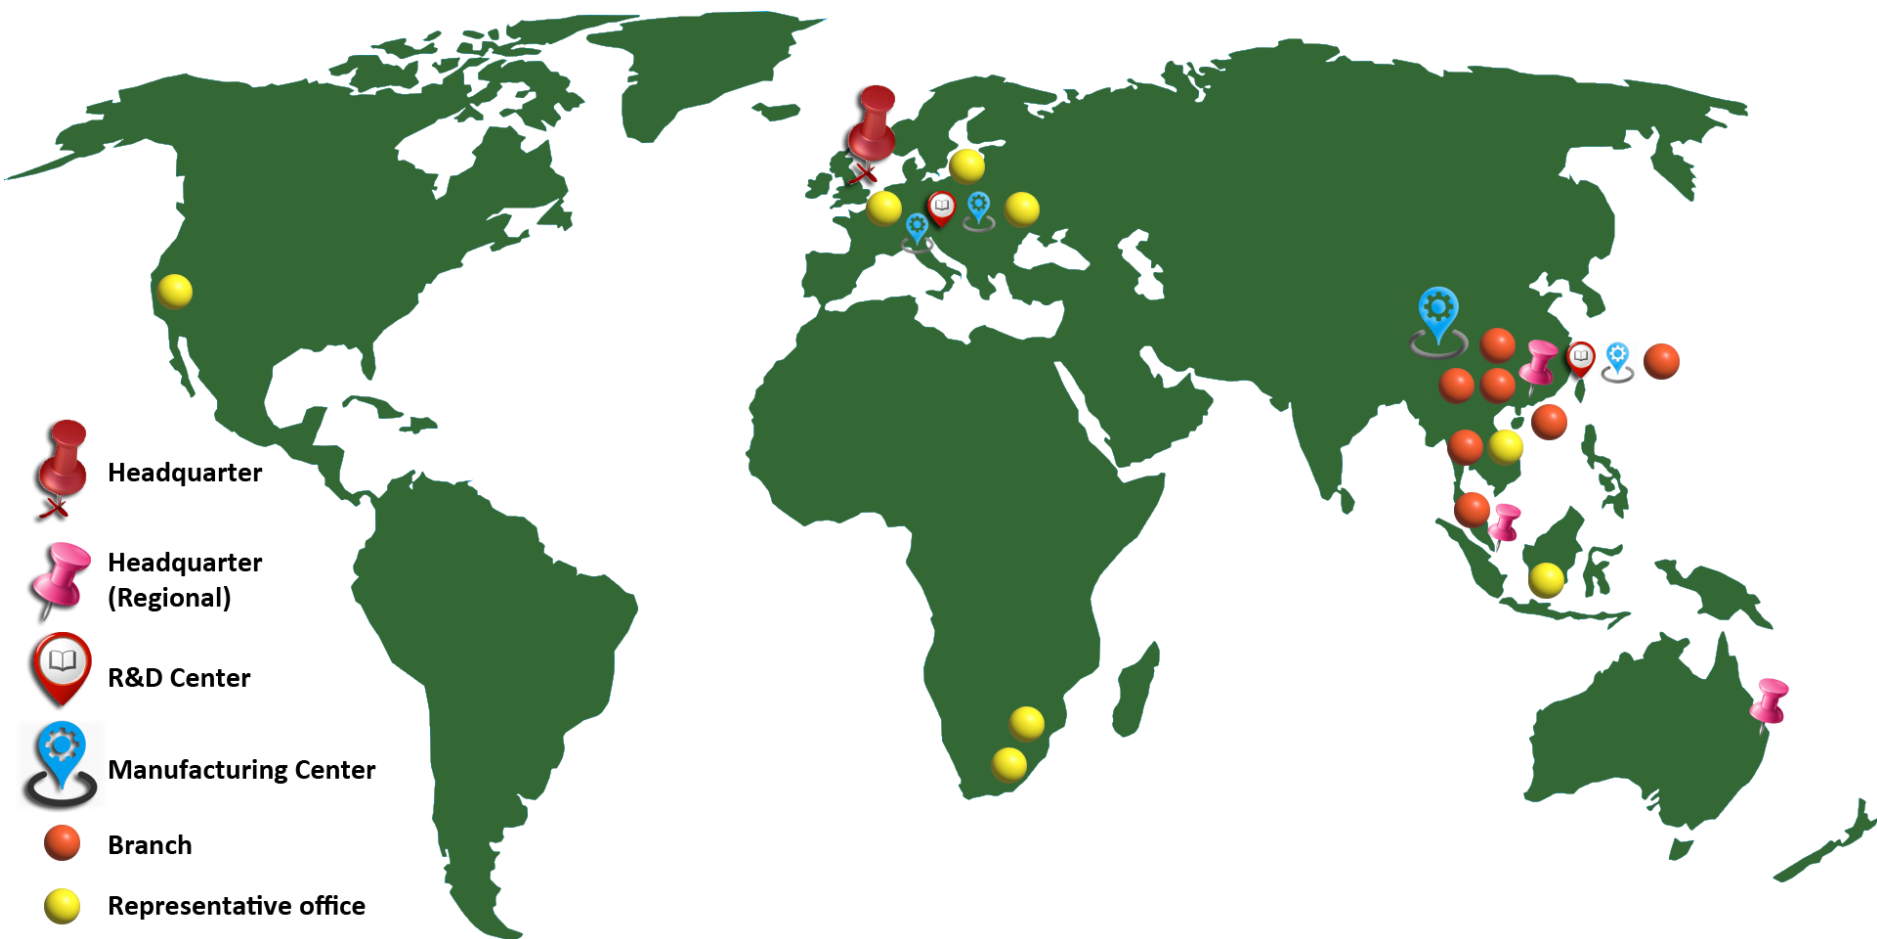 Headquarter
Headquarter
(Regional)
R&D Center
Manufacturing Center
Branch
Representative office